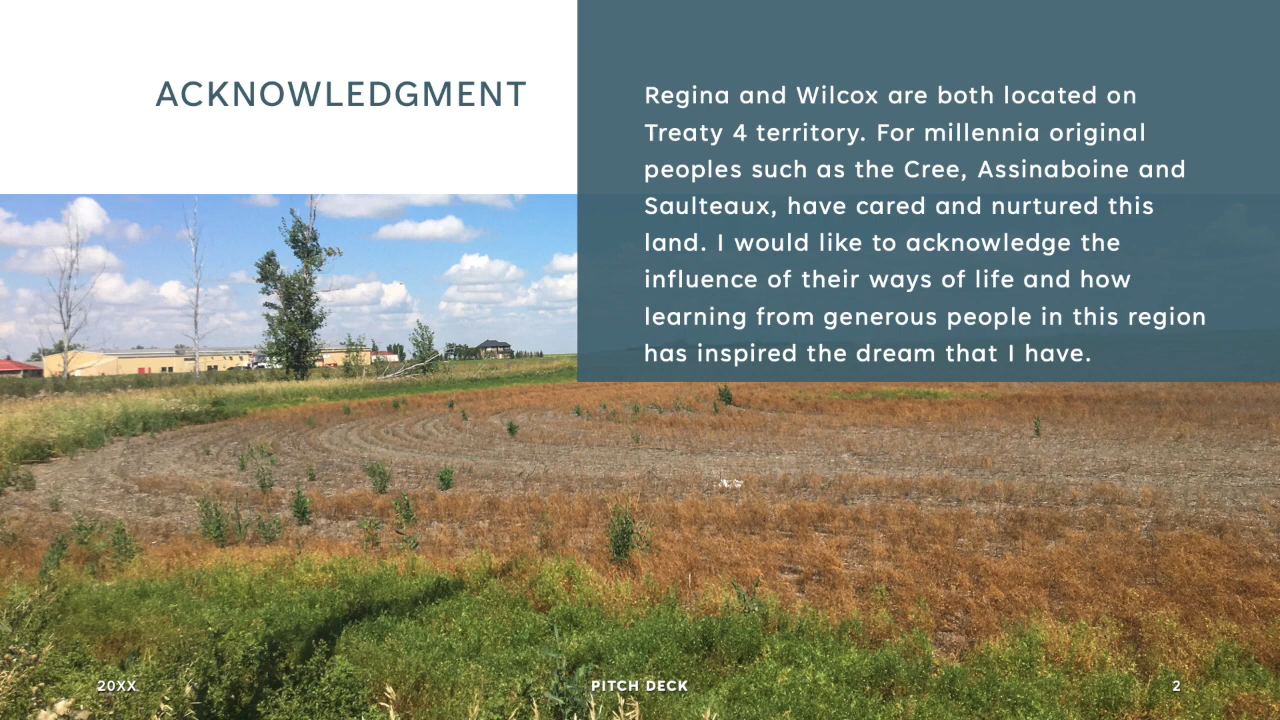 ACKNOWLEDGMENT
Regina and Wilcox are both located on
Treaty 4 territory. For millennia original
peoples such as the Cree, Assinaboine and
Saulteaux, have cared and nurtured this
land. I would like to acknowledge the
influence of their ways of life and how
learning from generous people in this region
has inspired the dream that I have.
20XX
PITCH DECK
2